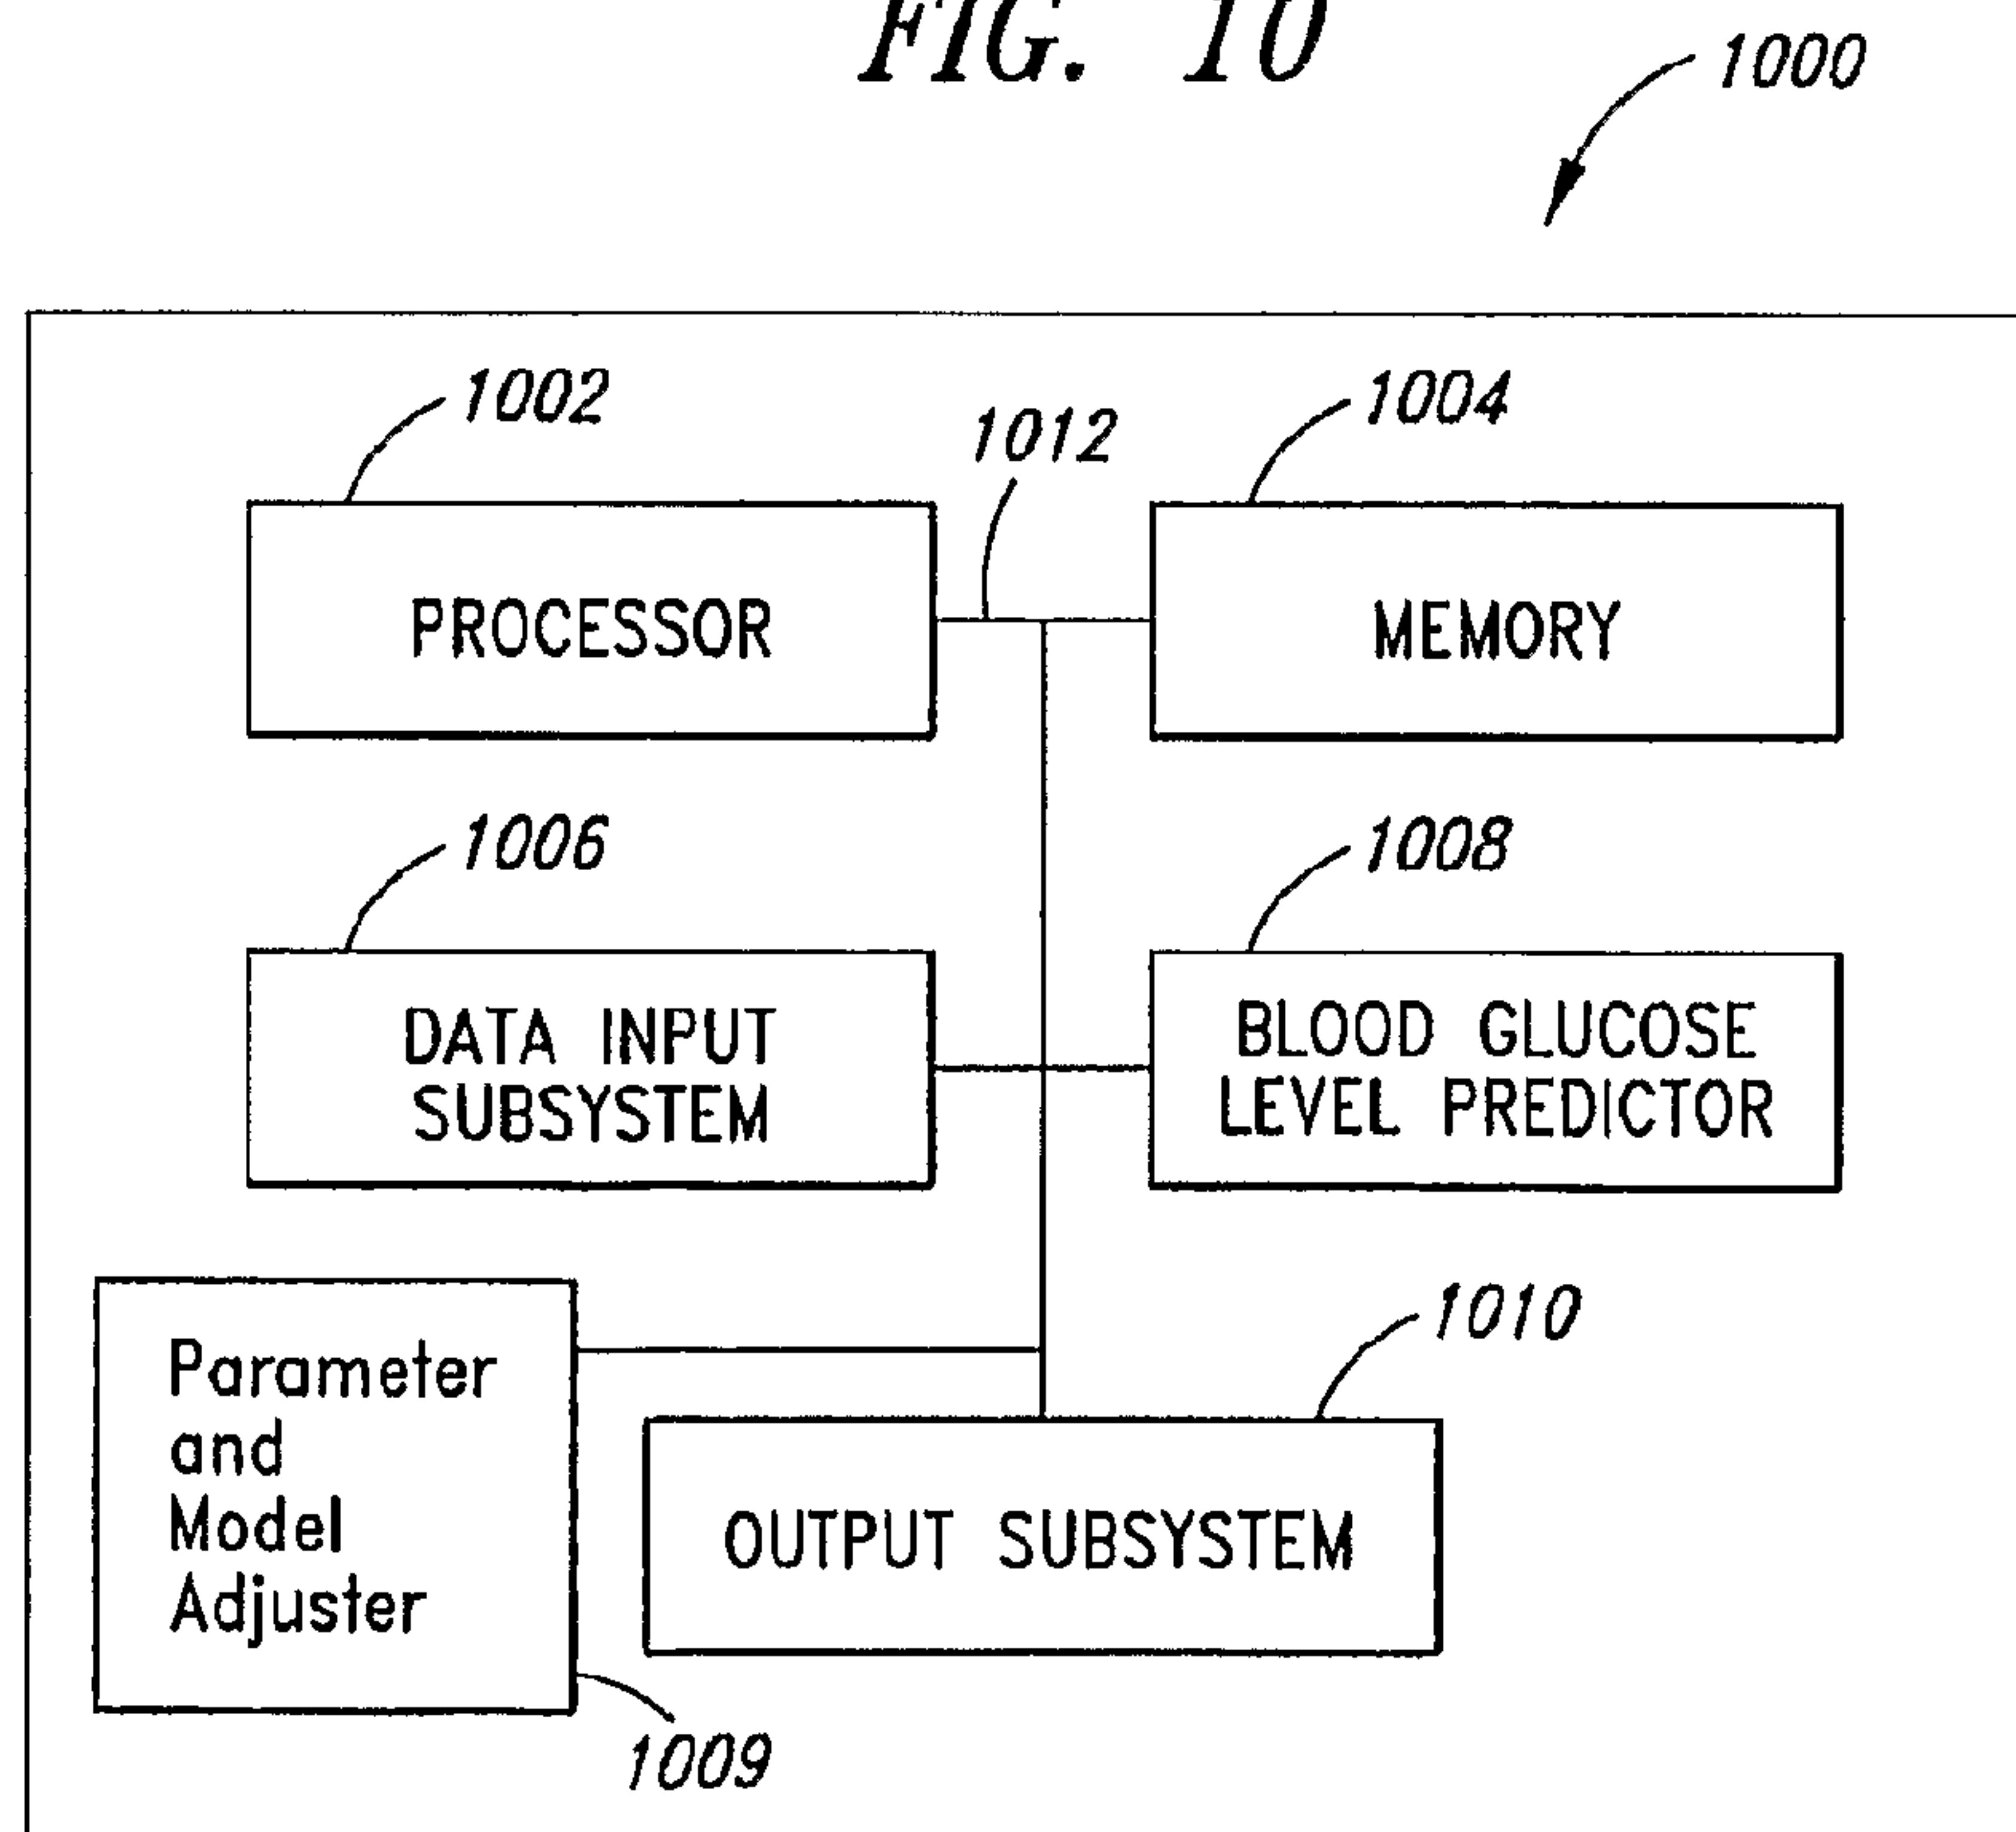 FIG. 10
1000
1002
1012
1004
PROCESSOR
MEMORY
1006
1008
DATA INPUT
SUBSYSTEM
BLOOD GLUCOSE
LEVEL PREDICTOR
1010
Parameter
and
Model
Adjuster
OUTPUT SUBSYSTEM
1009